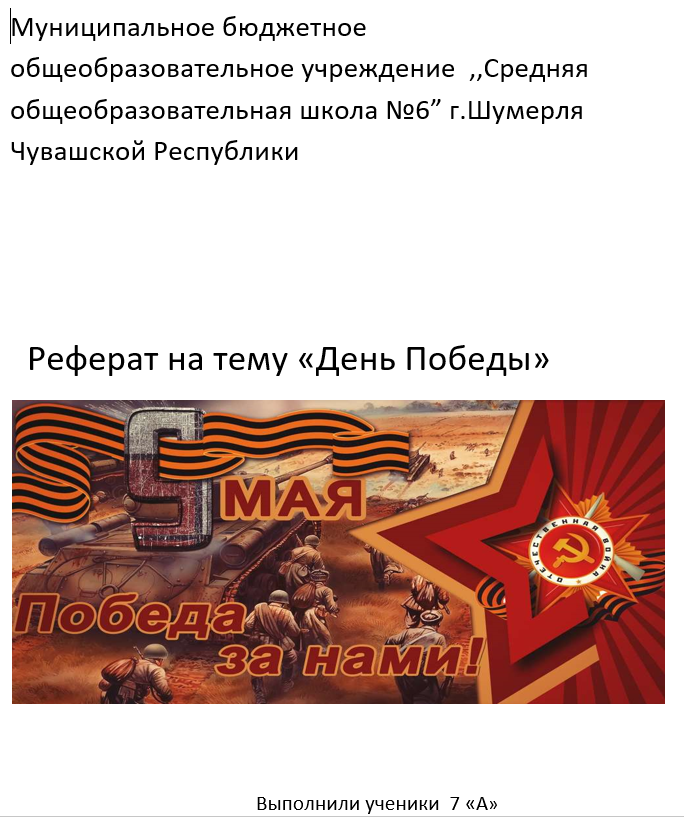 Муниципальное бюджетное
общеобразовательное учреждение ,,Средняя
общеобразовательная школа №6” г.Шумерля
Чувашской Республики
Реферат на тему «День Победы»
9 МАЯ
ОТЕЧЕСТВЕННАЯ ВОЙНА
Победа
за нами!
Выполнили ученики 7 «А»